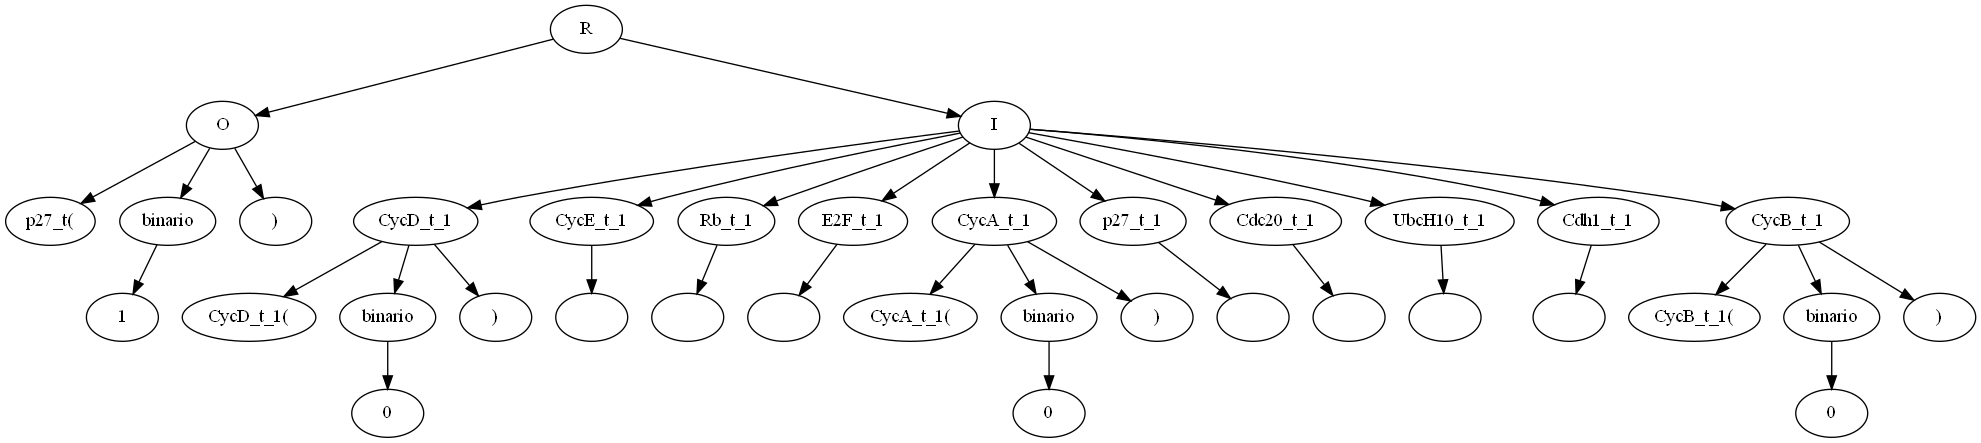 R
O
I
p27_t(
binario
)
CycD_t_1
CycE_t_1
Rb_t_1
E2F_t_1
CycA_t_1
p27_t_1
Cdc20_t_1
UbcH10_t_1
Cdh1_t_1
CycB_t_1
1
CycD_t_1(
binario
)
CycA_t_1(
binario
)
CycB_t_1(
binario
)
0
0
0